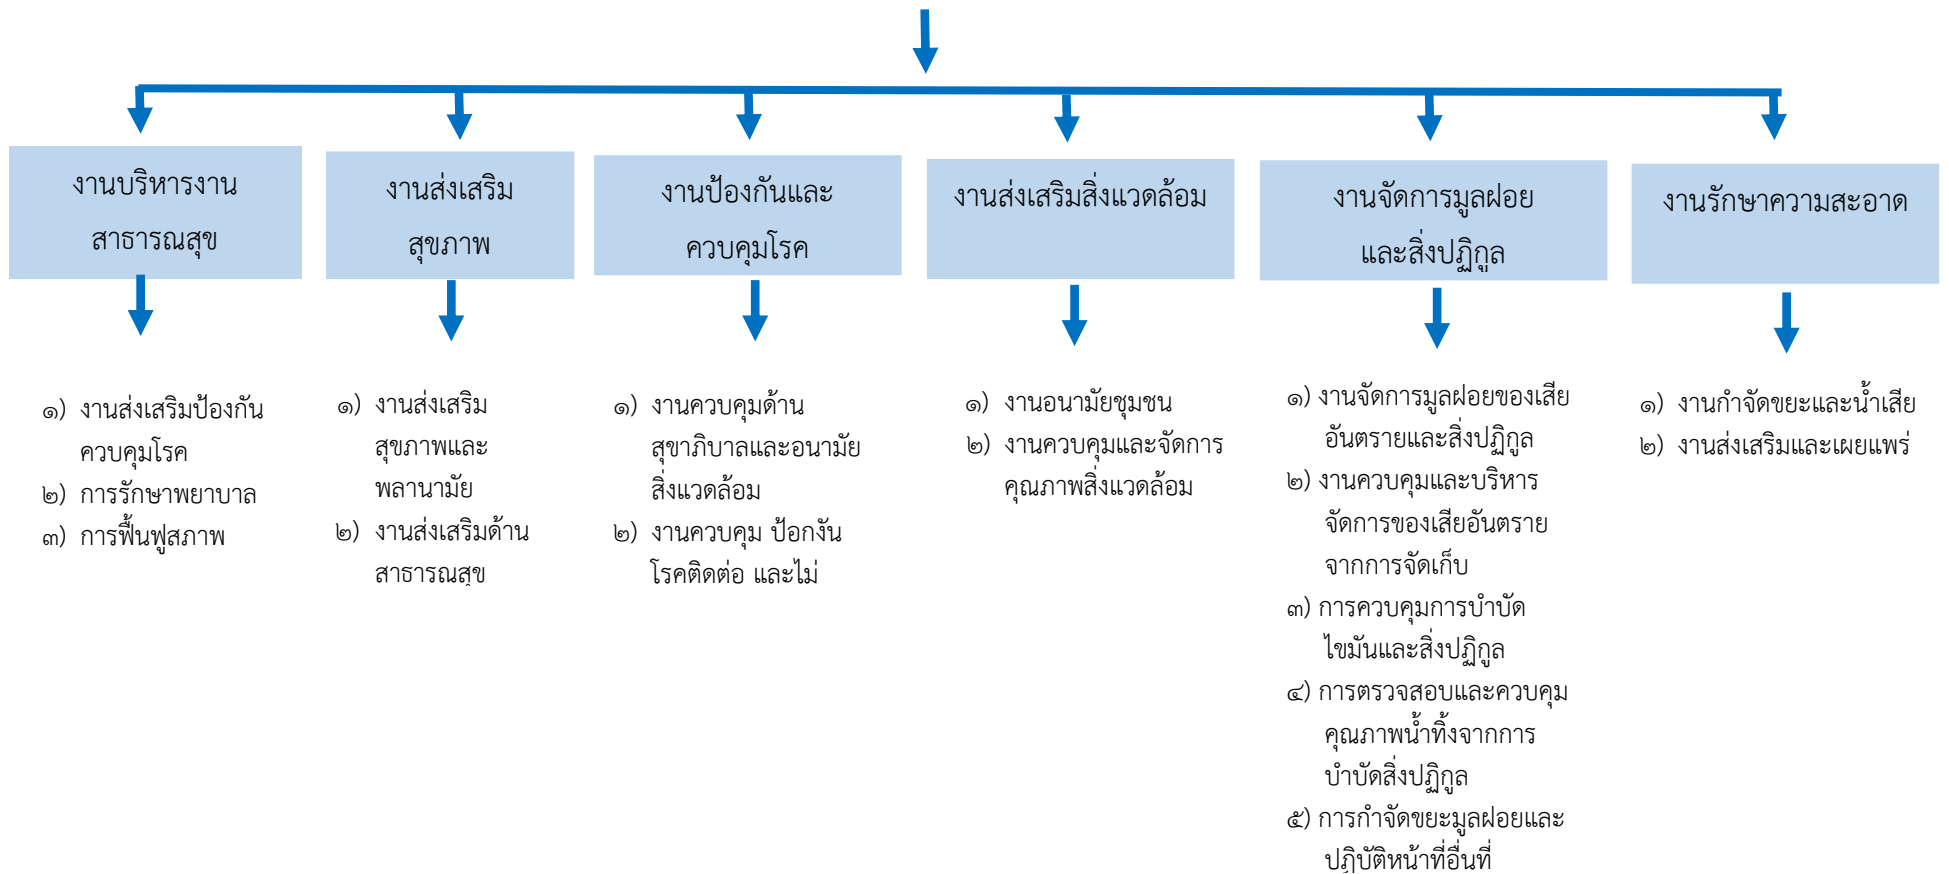 งานบริหารงาน
สาธารณสุข
งานส่งเสริม
สุขภาพ
งานป้องกันและ
ควบคุมโรค
งานส่งเสริมสิ่งแวดล้อม
งานจัดการมูลฝอย
และสิ่งปฏิกูล
งานรักษาความสะอาด
๑) งานส่งเสริมป้องกัน
ควบคุมโรค
๒) การรักษาพยาบาล
๓) การฟื้นฟูสภาพ
๑) งานส่งเสริม
สุขภาพและ
พลานามัย
๒) งานส่งเสริมด้าน
สาธารณสุข
๑) งานควบคุมด้าน
สุขาภิบาลและอนามัย
สิ่งแวดล้อม
๒) งานควบคุม ป้อกงัน
โรคติดต่อ และไม่
๑) งานอนามัยชุมชน
๒) งานควบคุมและจัดการ
คุณภาพสิ่งแวดล้อม
๑) งานจัดการมูลฝอยของเสีย
อันตรายและสิ่งปฏิกูล
๒) งานควบคุมและบริหาร
จัดการของเสียอันตราย
จากการจัดเก็บ
๓) การควบคุมการบำบัด
ไขมันและสิ่งปฏิกูล
๔) การตรวจสอบและควบคุม
คุณภาพน้ำทิ้งจากการ
บำบัดสิ่งปฏิกูล
๕) การกำจัดขยะมูลฝอยและ
ปฏิบัติหน้าที่อื่นที่
๑) งานกำจัดขยะและน้ำเสีย
๒) งานส่งเสริมและเผยแพร่